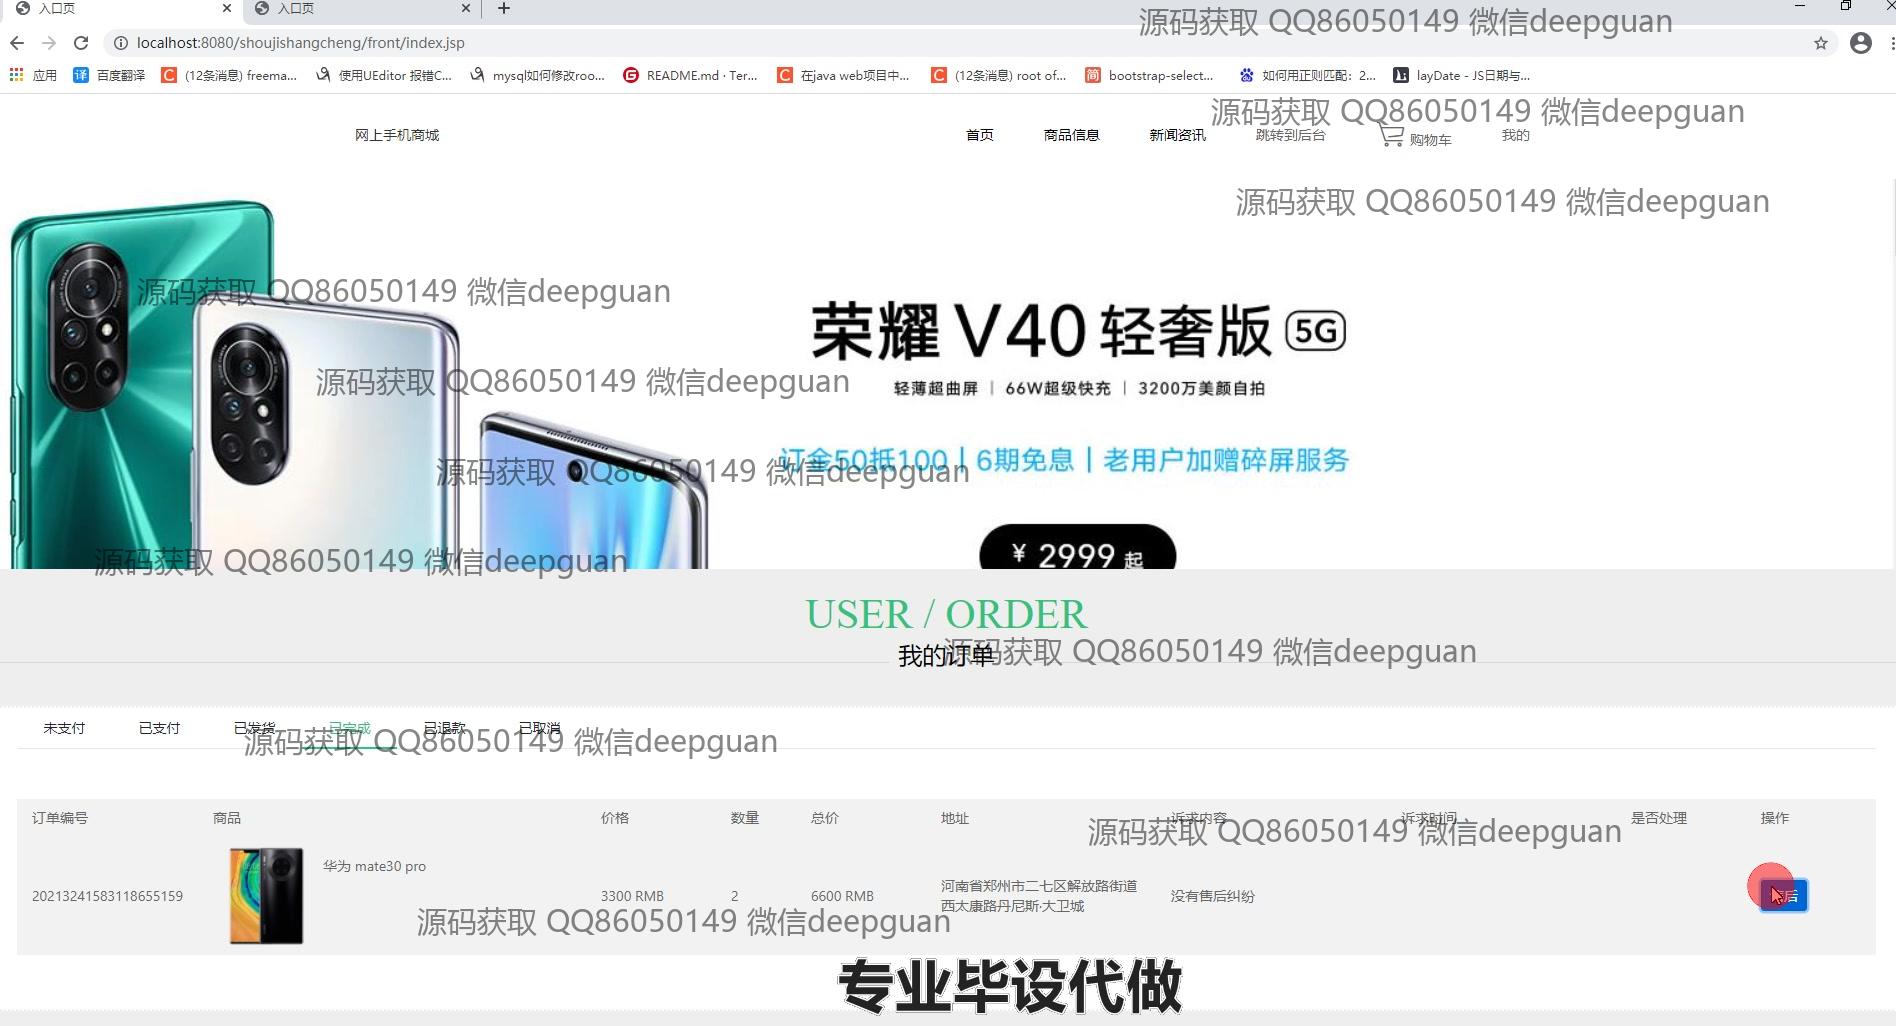 入口页
入口页
localhost:8080/shoujishangcheng/front/index.jsp
应用 百度翻译 (12条消息) freema... 使用UEditor 报错C... mysql如何修改roo... README.md · Ter... 在java web项目中... (12条消息) root of... bootstrap-select... 如何用正则匹配：2... layDate - JS日期与...
源码获取 QQ86050149 微信deepguan
源码获取 QQ86050149 微信deepguan
网上手机商城 首页 商品信息 新闻资讯 跳转到后台 购物车 我的
源码获取 QQ86050149 微信deepguan
源码获取 QQ86050149 微信deepguan
荣耀 V40 轻奢版 5G
源码获取 QQ86050149 微信deepguan
轻薄超曲屏 | 66W超级快充 | 3200万美颜自拍
订金50抵100 | 6期免息 | 老用户加赠碎屏服务
源码获取 QQ86050149 微信deepguan
¥ 2999 起
源码获取 QQ86050149 微信deepguan
USER / ORDER
我的订单
源码获取 QQ86050149 微信deepguan
未支付 已支付 已发货 已完成 已退款 已取消
源码获取 QQ86050149 微信deepguan
订单编号 商品 价格 数量 总价 地址 诉求内容 诉求时间 是否处理 操作
源码获取 QQ86050149 微信deepguan
华为 mate30 pro
20213241583118655159 3300 RMB 2 6600 RMB 河南省郑州市二七区解放路街道
西太康路丹尼斯·大卫城 没有售后纠纷 售后
源码获取 QQ86050149 微信deepguan
专业毕设代做